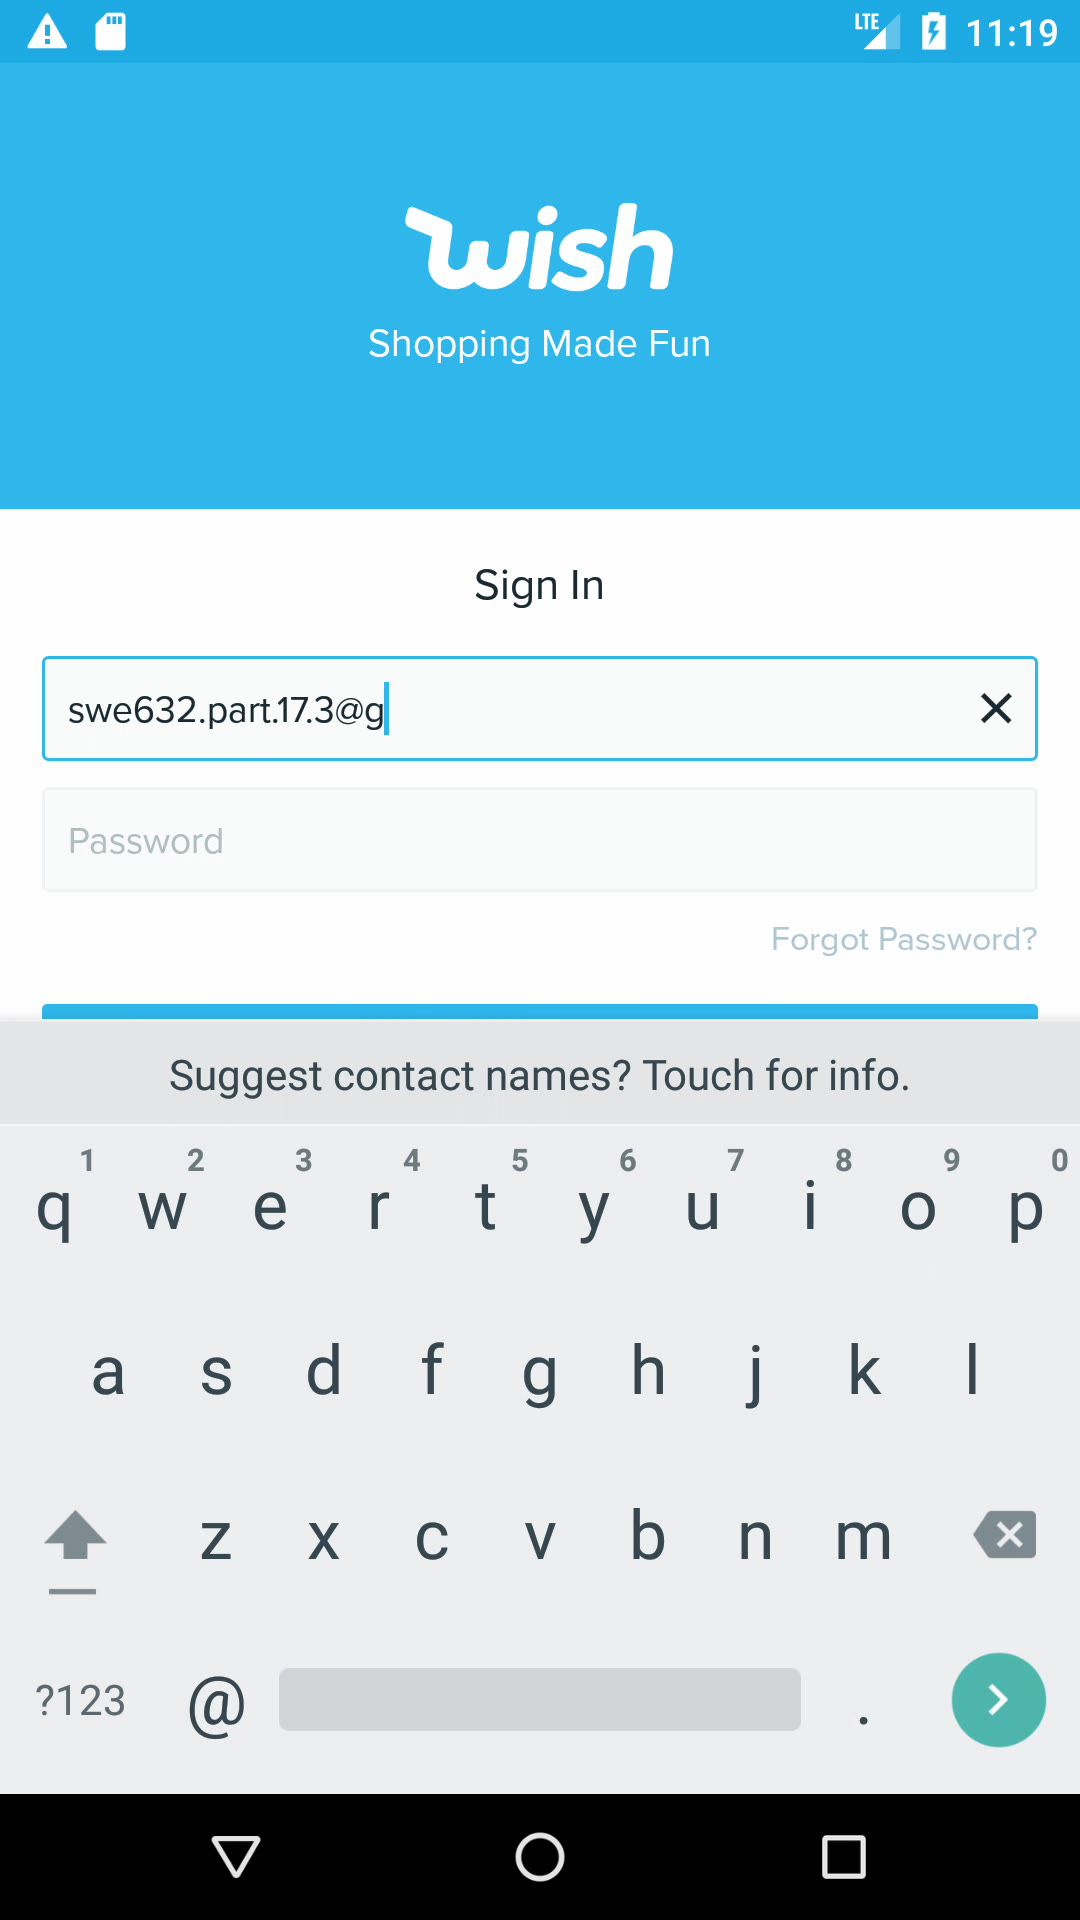 LTE 11:19
wish
Shopping Made Fun
Sign In
swe632.part.17.3@g
Password
Forgot Password?
Suggest contact names? Touch for info.
1 2 3 4 5 6 7 8 9 0
q w e r t y u i o p
a s d f g h j k l
z x c v b n m
?123 @ .